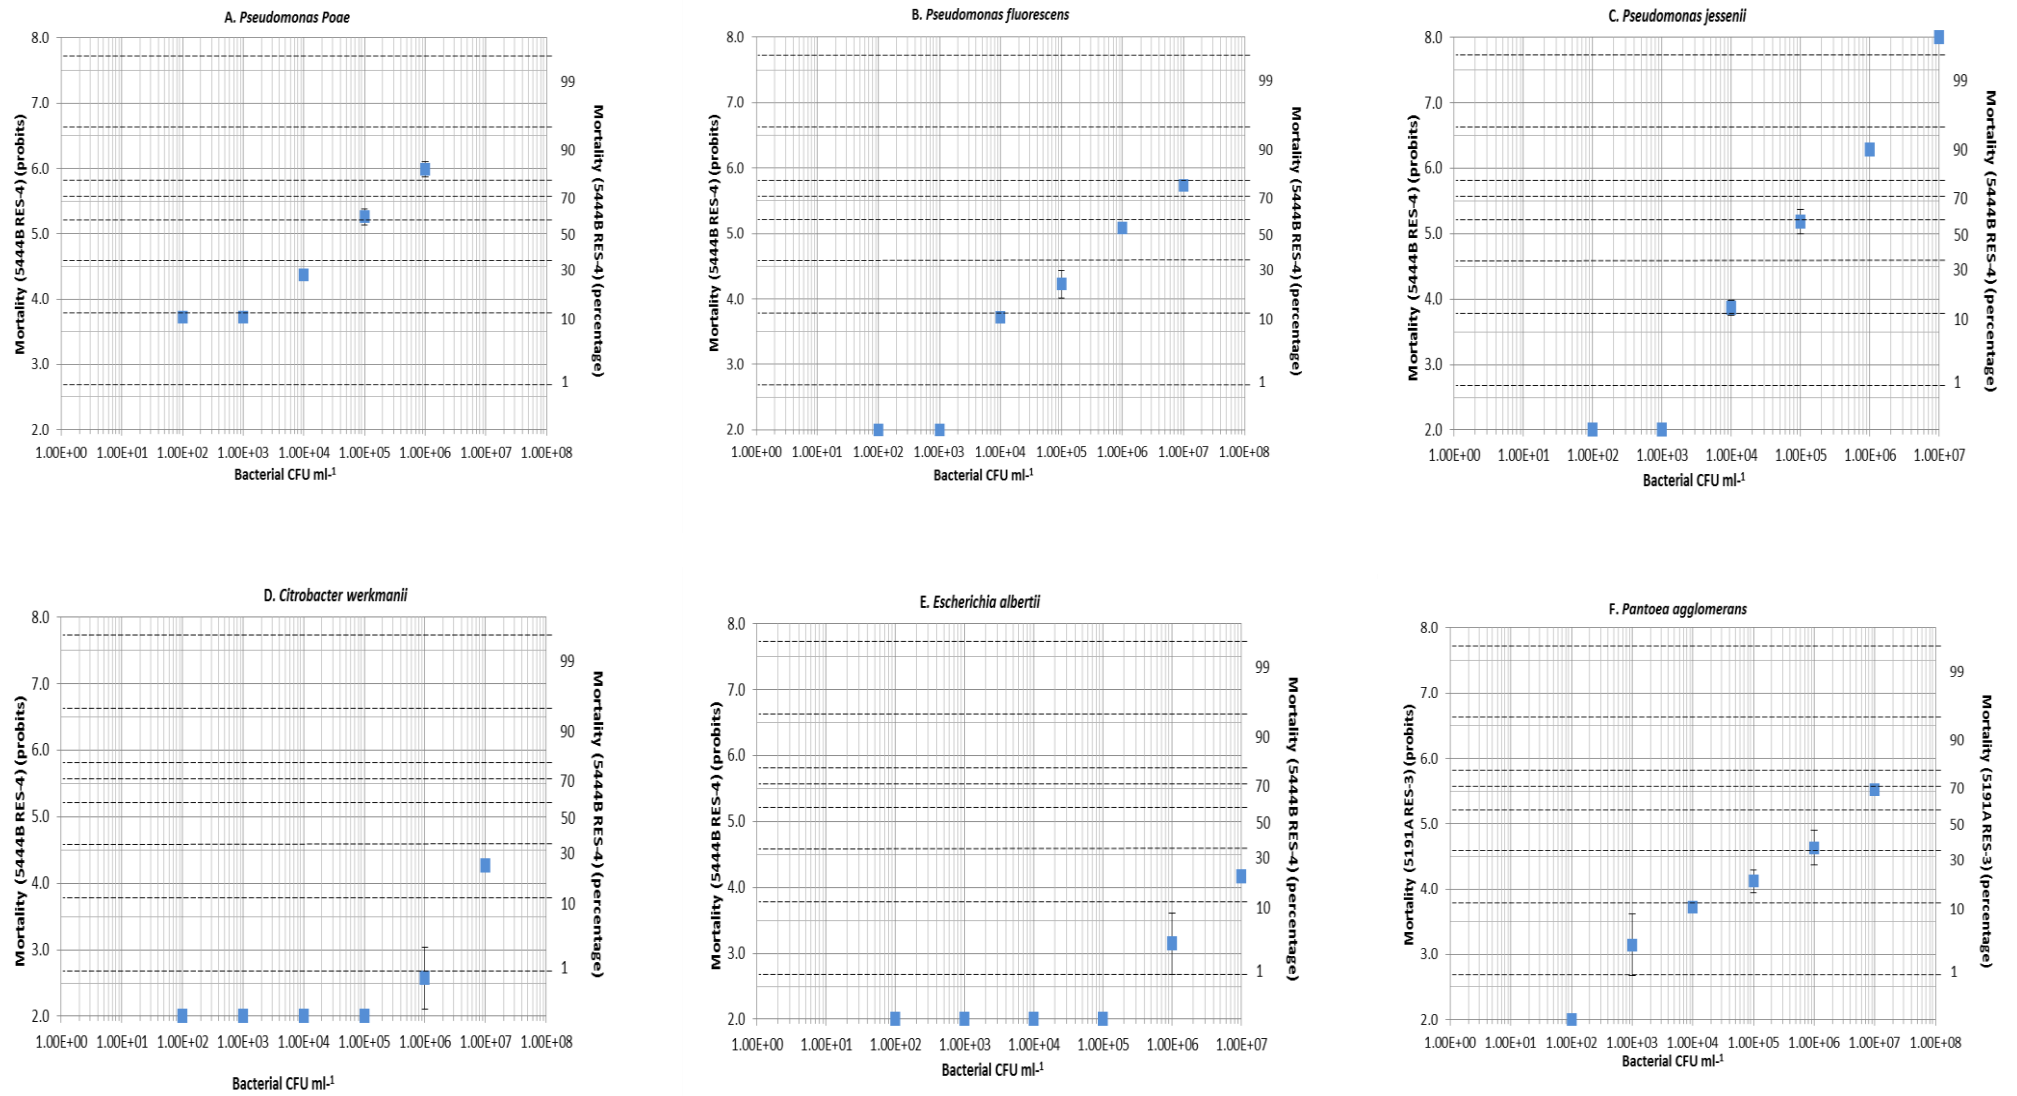 A. Pseudomonas Poae
8.0
7.0
6.0
5.0
4.0
3.0
2.0
Mortality (5444B RES-4) (probits)
99
90
70
50
30
10
1
Mortality (5444B RES-4) (percentage)
1.00E+00 1.00E+01 1.00E+02 1.00E+03 1.00E+04 1.00E+05 1.00E+06 1.00E+07 1.00E+08
Bacterial CFU ml-1
B. Pseudomonas fluorescens
8.0
7.0
6.0
5.0
4.0
3.0
2.0
Mortality (5444B RES-4) (probits)
99
90
70
50
30
10
1
Mortality (5444B RES-4) (percentage)
1.00E+00 1.00E+01 1.00E+02 1.00E+03 1.00E+04 1.00E+05 1.00E+06 1.00E+07 1.00E+08
Bacterial CFU ml-1
C. Pseudomonas jessenii
8.0
7.0
6.0
5.0
4.0
3.0
2.0
Mortality (5444B RES-4) (probits)
99
90
70
50
30
10
1
Mortality (5444B RES-4) (percentage)
1.00E+00 1.00E+01 1.00E+02 1.00E+03 1.00E+04 1.00E+05 1.00E+06 1.00E+07
Bacterial CFU ml-1
D. Citrobacter werkmanii
8.0
7.0
6.0
5.0
4.0
3.0
2.0
Mortality (5444B RES-4) (probits)
99
90
70
50
30
10
1
Mortality (5444B RES-4) (percentage)
1.00E+00 1.00E+01 1.00E+02 1.00E+03 1.00E+04 1.00E+05 1.00E+06 1.00E+07 1.00E+08
Bacterial CFU ml-1
E. Escherichia albertii
8.0
7.0
6.0
5.0
4.0
3.0
2.0
Mortality (5444B RES-4) (probits)
99
90
70
50
30
10
1
Mortality (5444B RES-4) (percentage)
1.00E+00 1.00E+01 1.00E+02 1.00E+03 1.00E+04 1.00E+05 1.00E+06 1.00E+07
Bacterial CFU ml-1
F. Pantoea agglomerans
8.0
7.0
6.0
5.0
4.0
3.0
2.0
Mortality (5191A RES-3) (probits)
99
90
70
50
30
10
1
Mortality (5191A RES-3) (percentage)
1.00E+00 1.00E+01 1.00E+02 1.00E+03 1.00E+04 1.00E+05 1.00E+06 1.00E+07 1.00E+08
Bacterial CFU ml-1